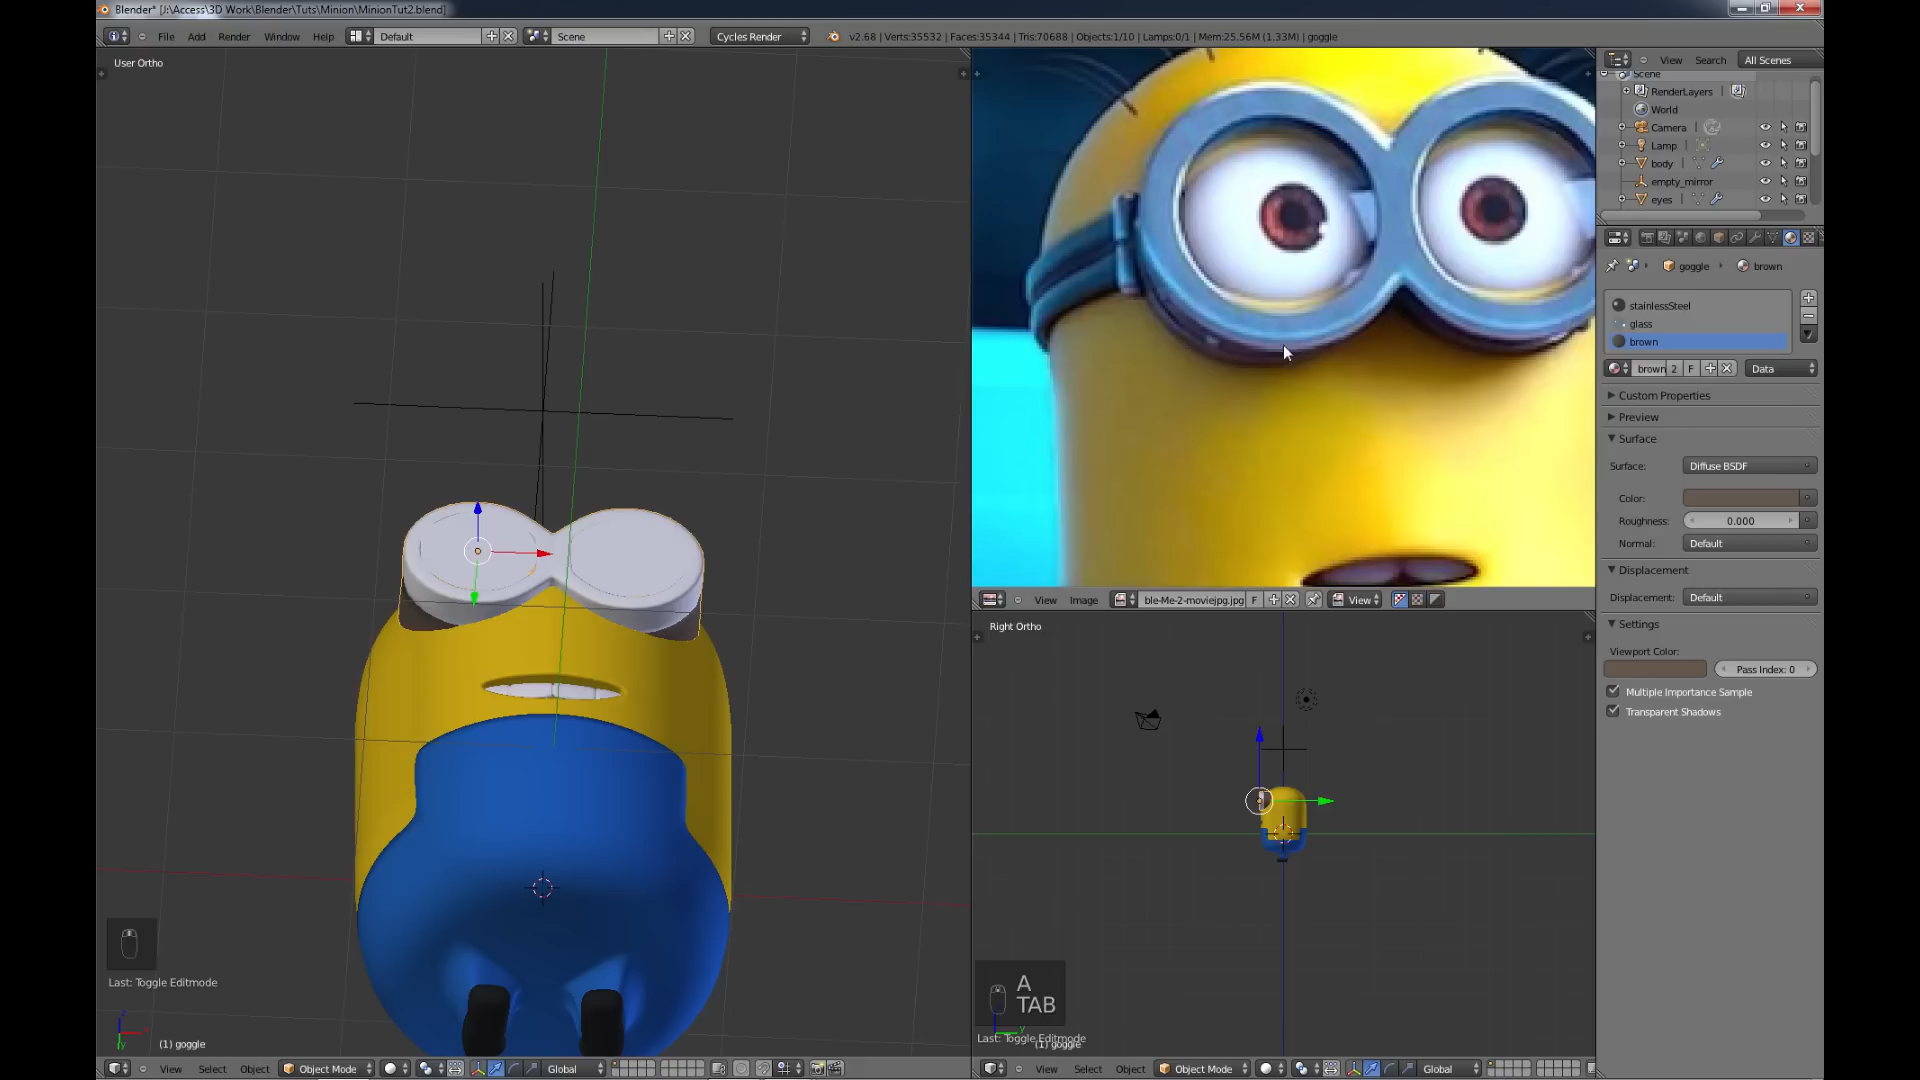 Blender* [J:\Access\3D Work\Blender\Tuts\Minion\MinionTut2.blend]
File Add Render Window Help Default Scene Cycles Render v2.68 | Verts:35532 | Faces:35344 | Tris:70688 | Objects:1/10 | Lamps:0/1 | Mem:25.56M (1.33M) | goggle
User Ortho
View Search All Scenes
Scene
RenderLayers
World
Camera
Lamp
body
empty_mirror
eyes
goggle brown
stainlessSteel
glass
brown
brown 2 F Data
Custom Properties
Preview
Surface
Surface: Diffuse BSDF
Color:
Roughness: 0.000
Normal: Default
Displacement
Displacement: Default
Settings
Viewport Color:
Pass Index: 0
Multiple Importance Sample
Transparent Shadows
View Image ble-Me-2-moviejpg.jpg F View
Right Ortho
A
TAB
Last: Toggle Editmode
(1) goggle
View Select Object Object Mode Global
Last: Toggle Editmode
(1) goggle
View Select Object Object Mode Global